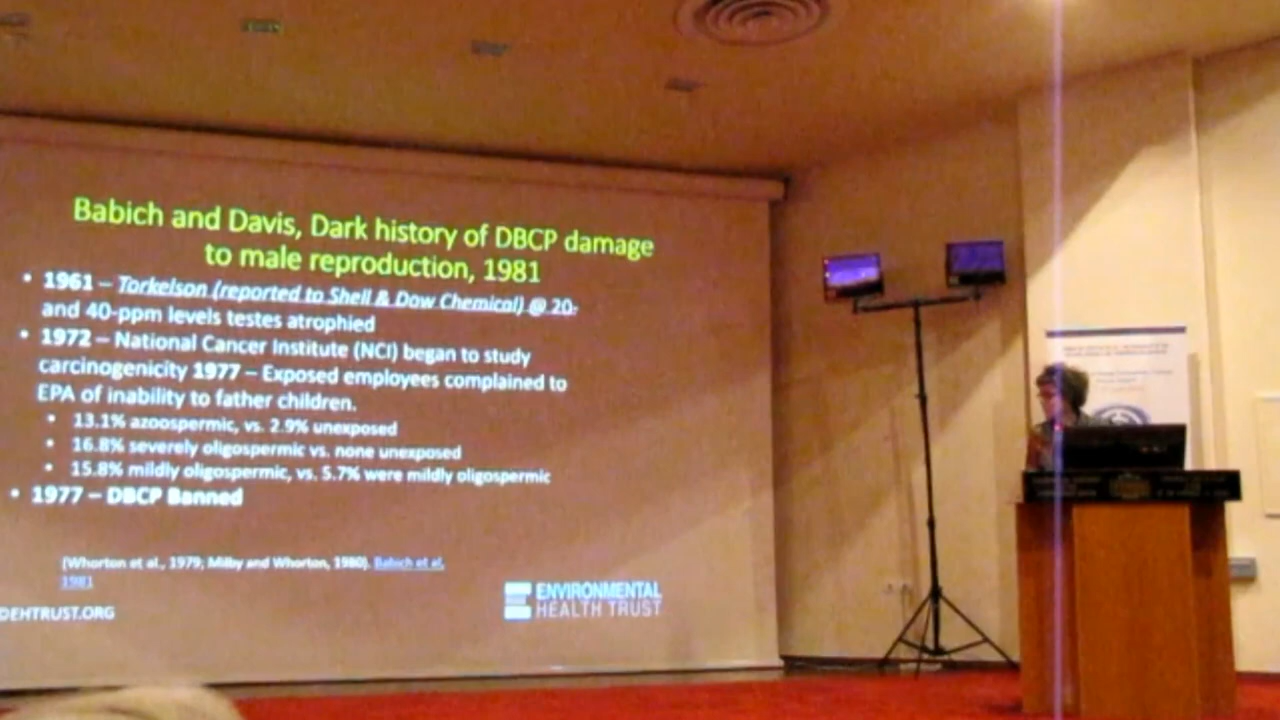 Babich and Davis, Dark history of DBCP damage
to male reproduction, 1981
• 1961 – Torkelson (reported to Shell & Dow Chemical) @ 20-
and 40-ppm levels testes atrophied
• 1972 – National Cancer Institute (NCI) began to study
carcinogenicity 1977 – Exposed employees complained to
EPA of inability to father children.
• 13.1% azoospermic, vs. 2.9% unexposed
• 16.8% severely oligospermic vs. none unexposed
• 15.8% mildly oligospermic, vs. 5.7% were mildly oligospermic
• 1977 – DBCP Banned
(Whorton et al., 1979; Milby and Whorton, 1980). Babich et al,
1981
DEHTRUST.ORG
ENVIRONMENTAL
HEALTH TRUST